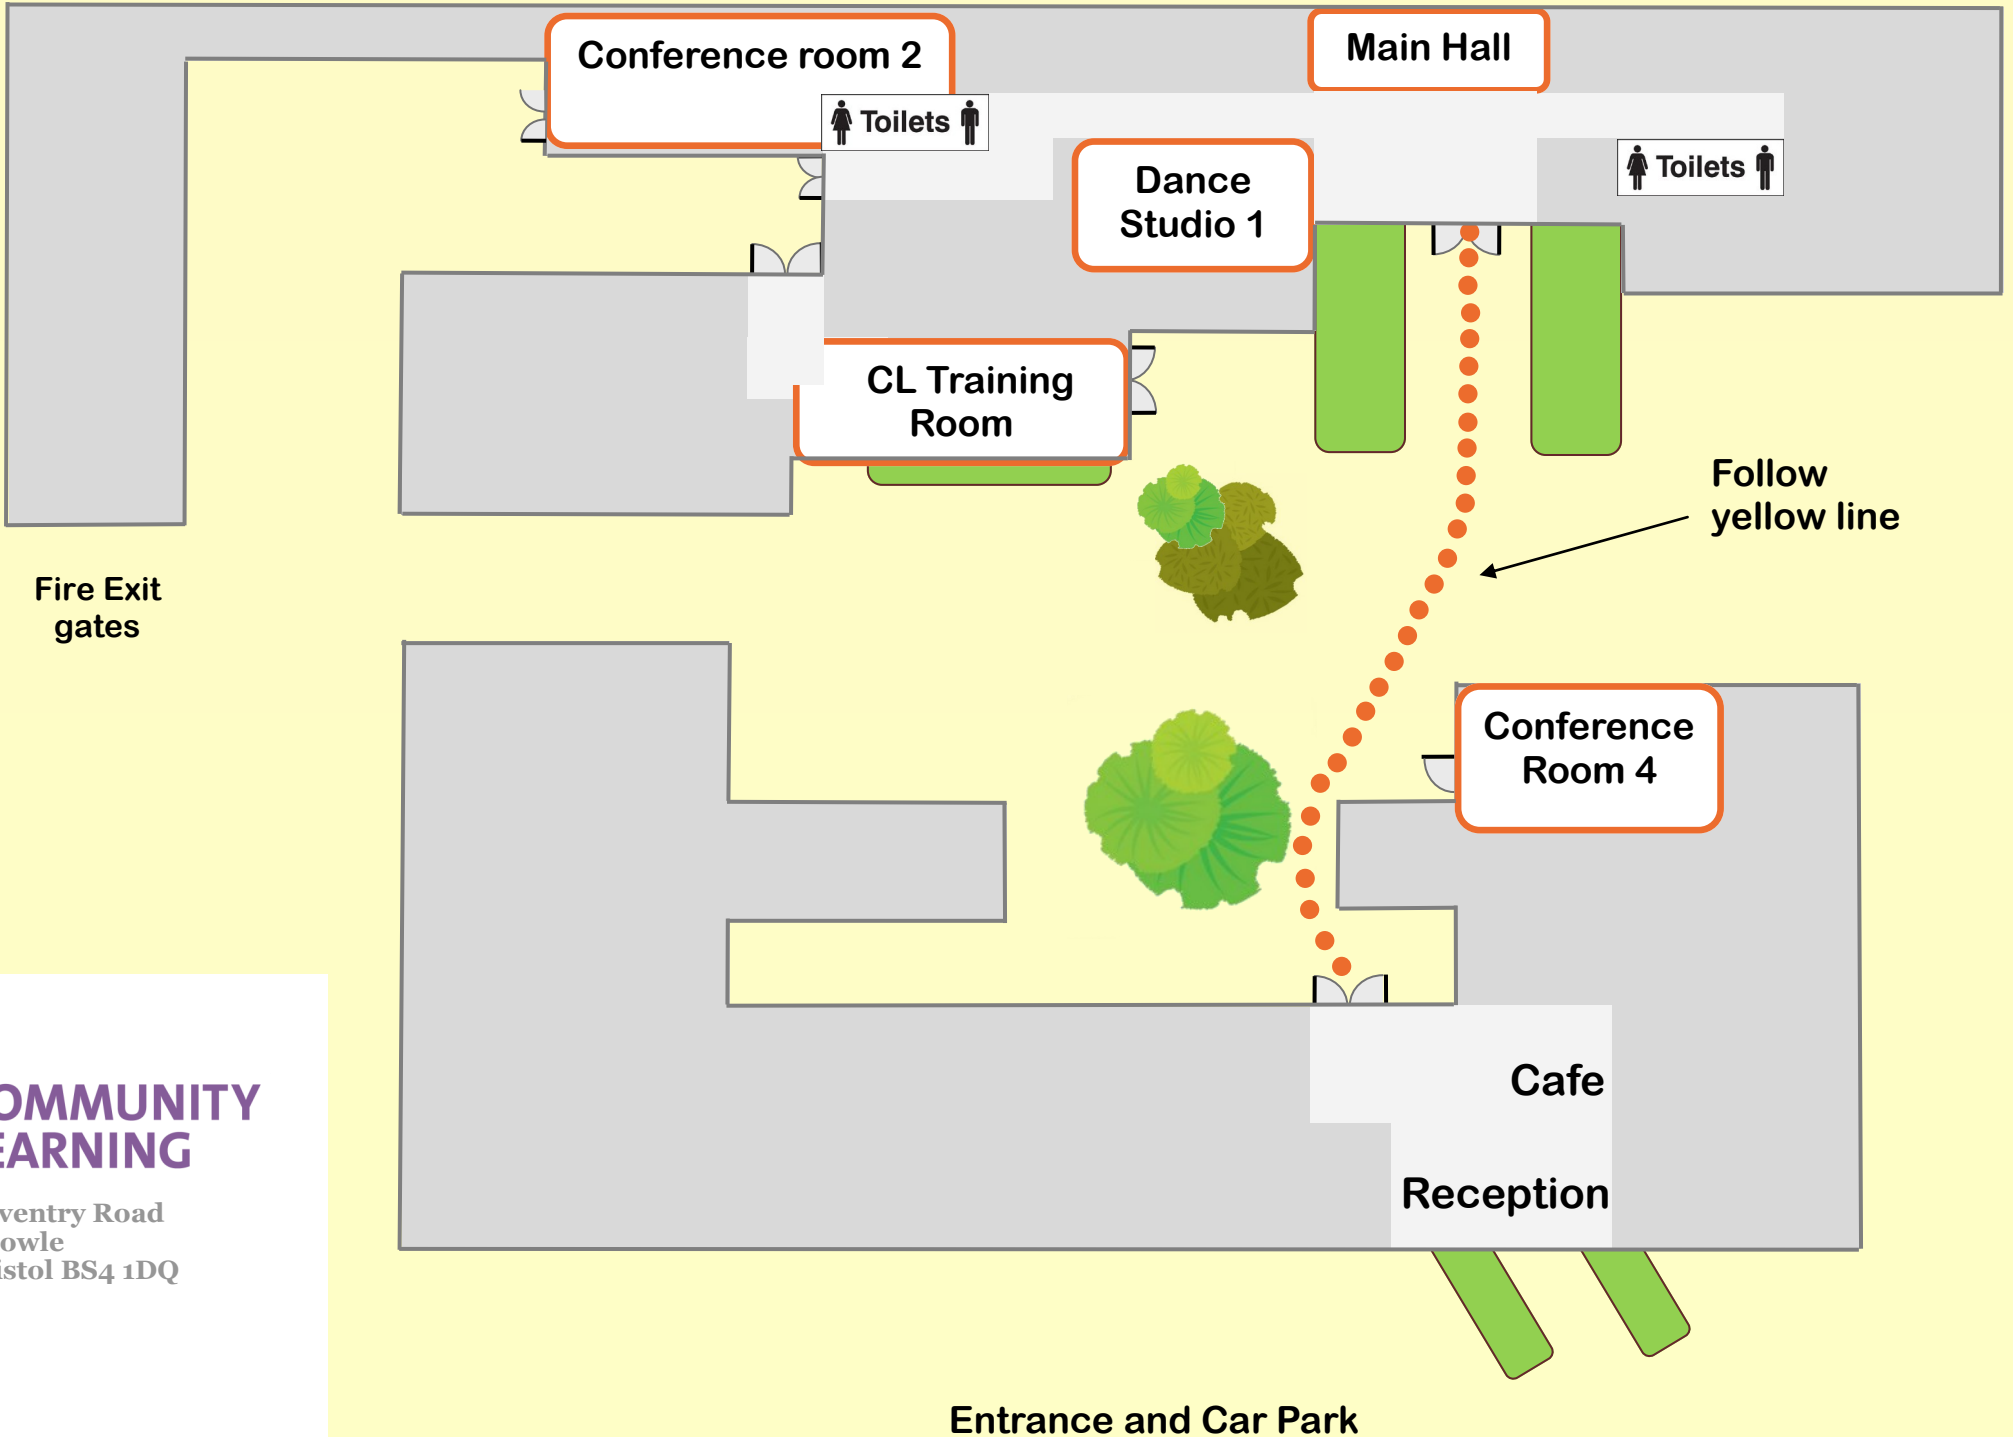 Conference room 2
Main Hall
Toilets
Toilets
Dance
Studio 1
CL Training
Room
Follow
yellow line
Fire Exit
gates
Conference
Room 4
Cafe
Reception
OMMUNITY
EARNING
ventry Road
owle
istol BS4 1DQ
Entrance and Car Park